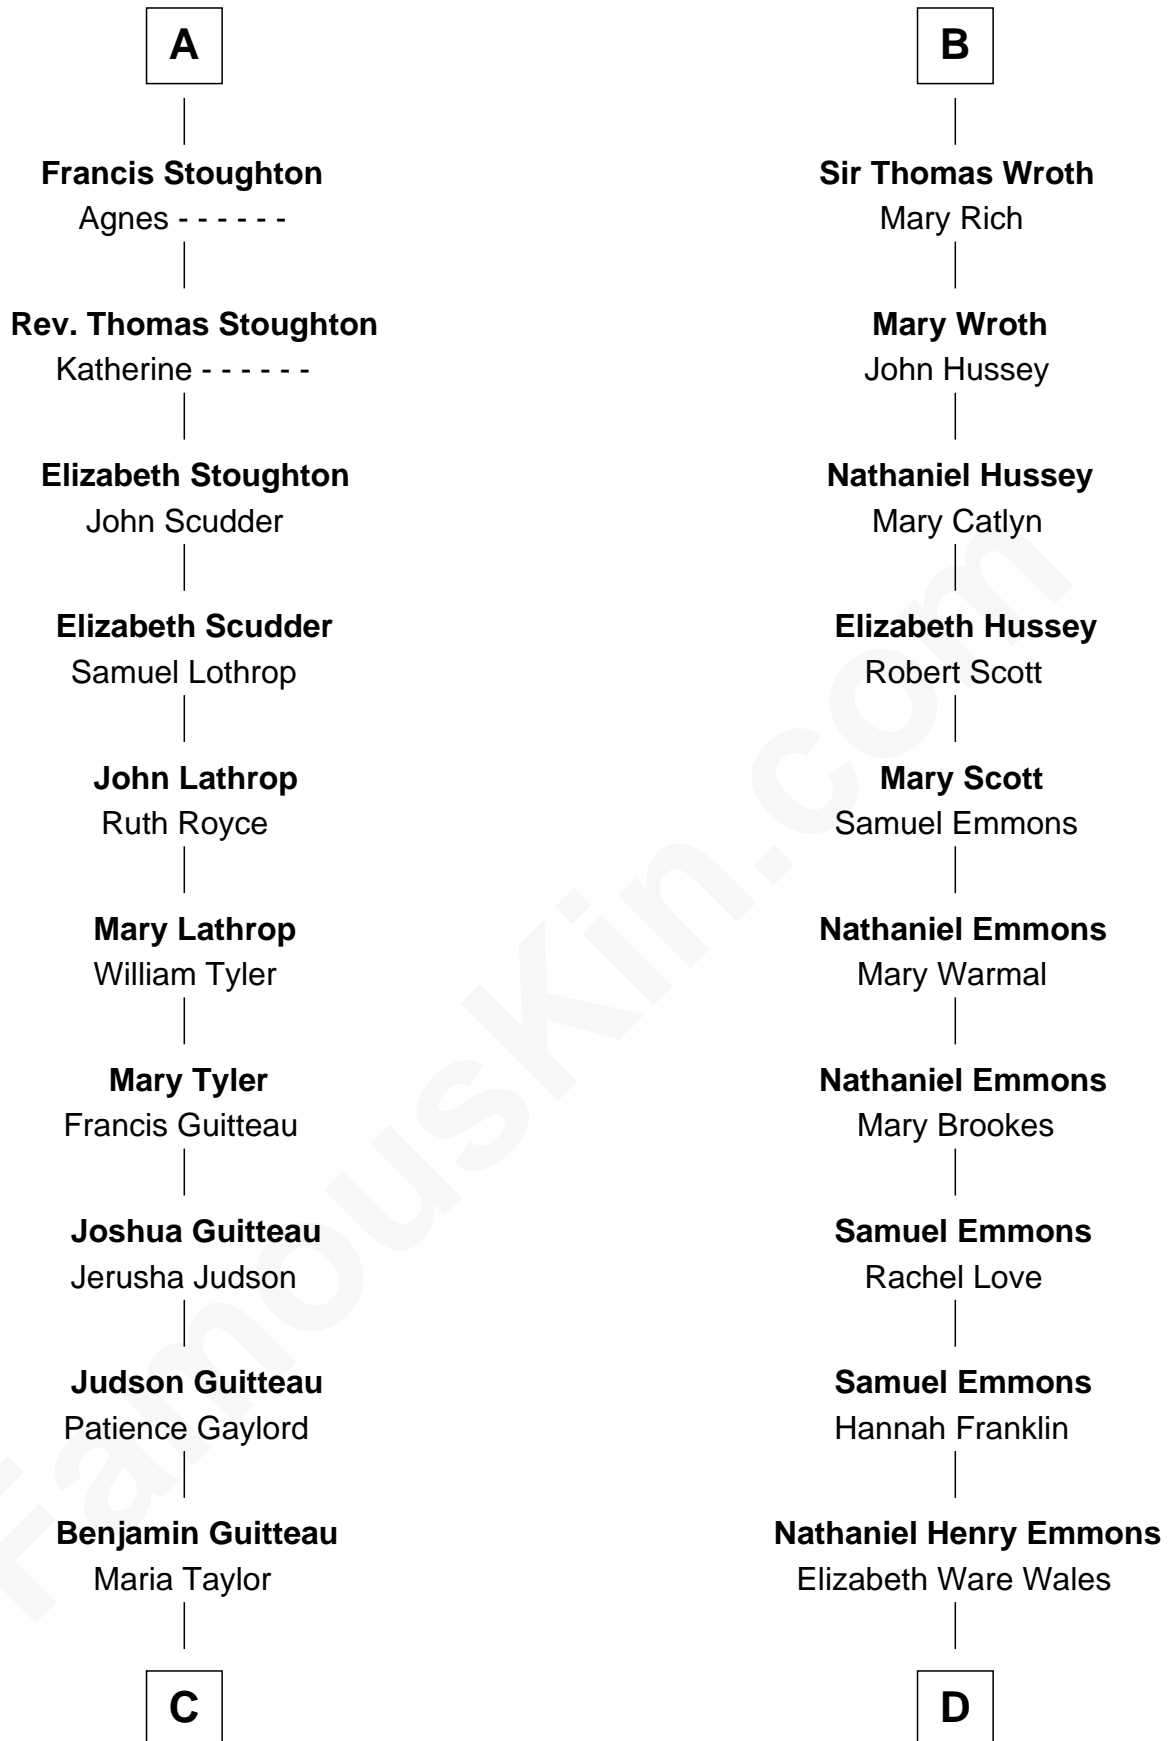 A
Francis Stoughton
Agnes - - - - - -
Rev. Thomas Stoughton
Katherine - - - - - -
Elizabeth Stoughton
John Scudder
Elizabeth Scudder
Samuel Lothrop
John Lathrop
Ruth Royce
Mary Lathrop
William Tyler
Mary Tyler
Francis Guitteau
Joshua Guitteau
Jerusha Judson
Judson Guitteau
Patience Gaylord
Benjamin Guitteau
Maria Taylor
C
B
Sir Thomas Wroth
Mary Rich
Mary Wroth
John Hussey
Nathaniel Hussey
Mary Catlyn
Elizabeth Hussey
Robert Scott
Mary Scott
Samuel Emmons
Nathaniel Emmons
Mary Warmal
Nathaniel Emmons
Mary Brookes
Samuel Emmons
Rachel Love
Samuel Emmons
Hannah Franklin
Nathaniel Henry Emmons
Elizabeth Ware Wales
D
FamousKin.com